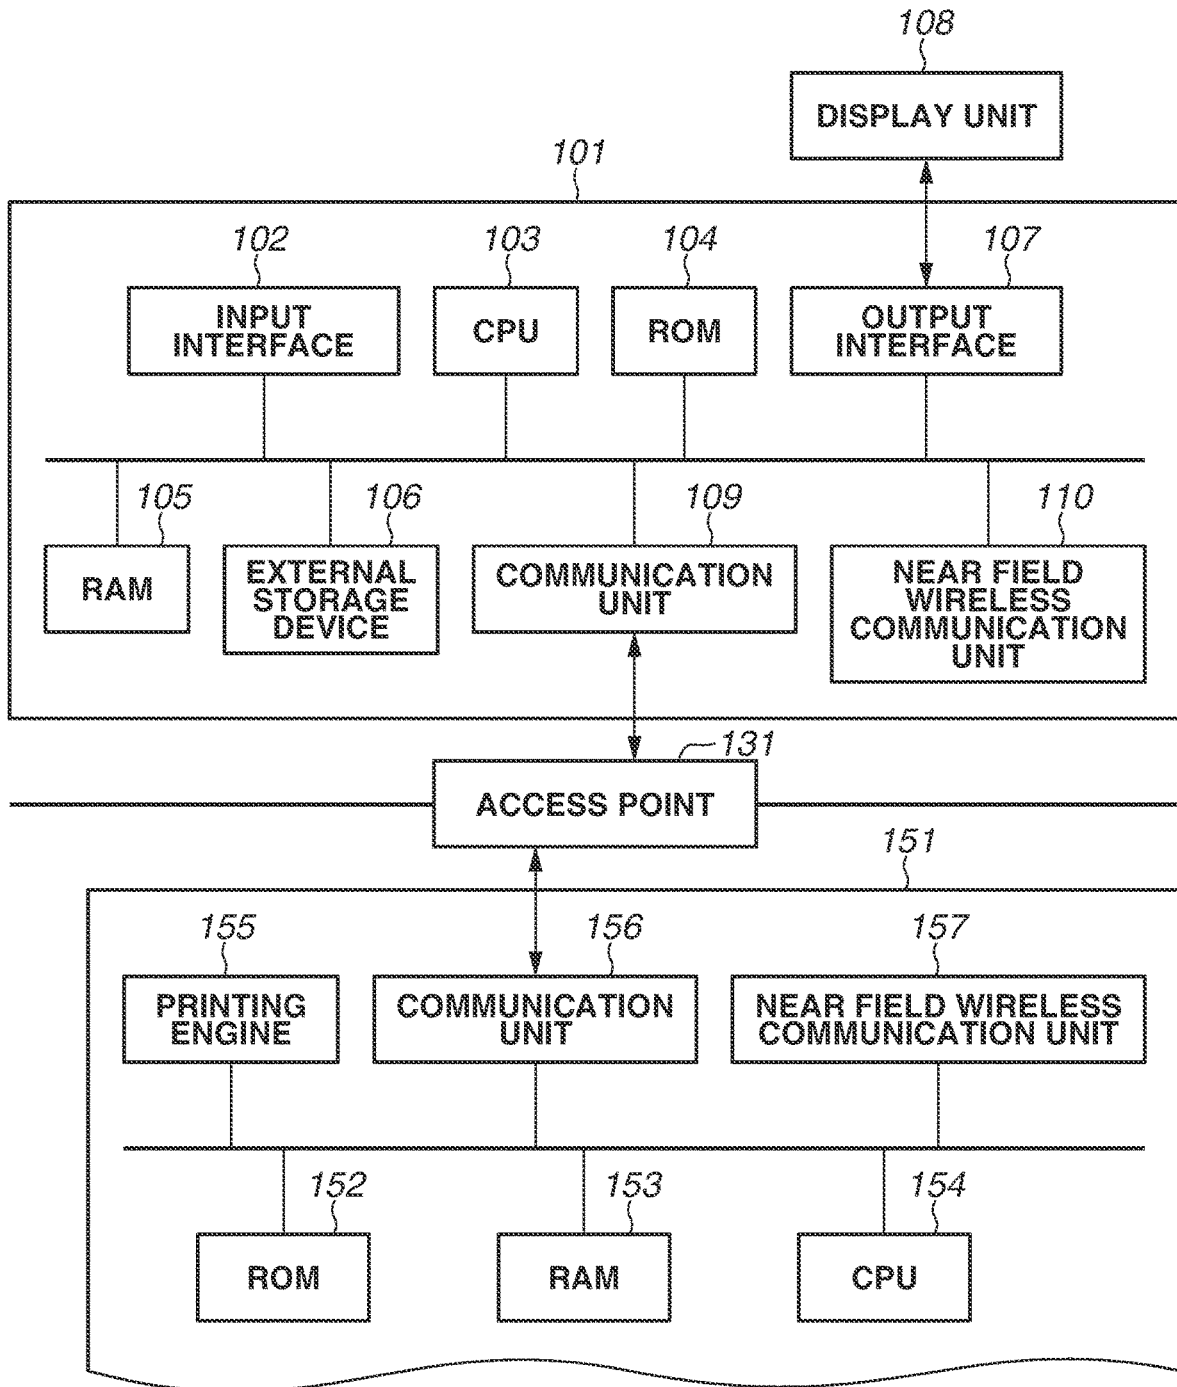 108
DISPLAY UNIT
101
102
103
104
107
INPUT
INTERFACE
CPU
ROM
OUTPUT
INTERFACE
105
106
109
110
RAM
EXTERNAL
STORAGE
DEVICE
COMMUNICATION
UNIT
NEAR FIELD
WIRELESS
COMMUNICATION
UNIT
131
ACCESS POINT
151
155
156
157
PRINTING
ENGINE
COMMUNICATION
UNIT
NEAR FIELD WIRELESS
COMMUNICATION UNIT
152
153
154
ROM
RAM
CPU